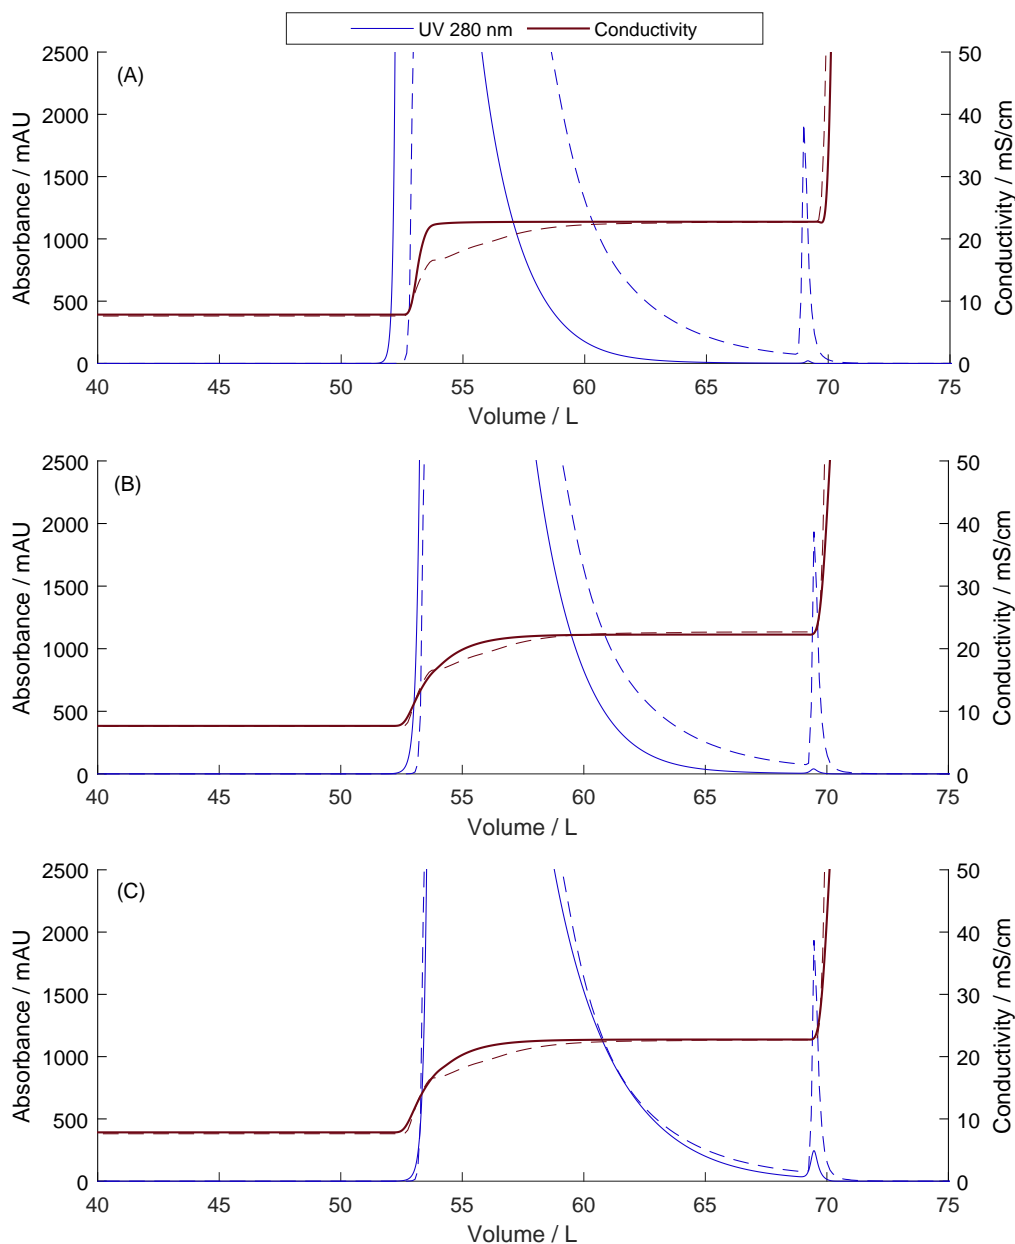 UV 280 nm Conductivity
(A)
2500
2000
1500
1000
500
0
Absorbance / mAU
50
40
30
20
10
0
Conductivity / mS/cm
40 45 50 55 60 65 70 75
Volume / L
(B)
2500
2000
1500
1000
500
0
Absorbance / mAU
50
40
30
20
10
0
Conductivity / mS/cm
40 45 50 55 60 65 70 75
Volume / L
(C)
2500
2000
1500
1000
500
0
Absorbance / mAU
50
40
30
20
10
0
Conductivity / mS/cm
40 45 50 55 60 65 70 75
Volume / L